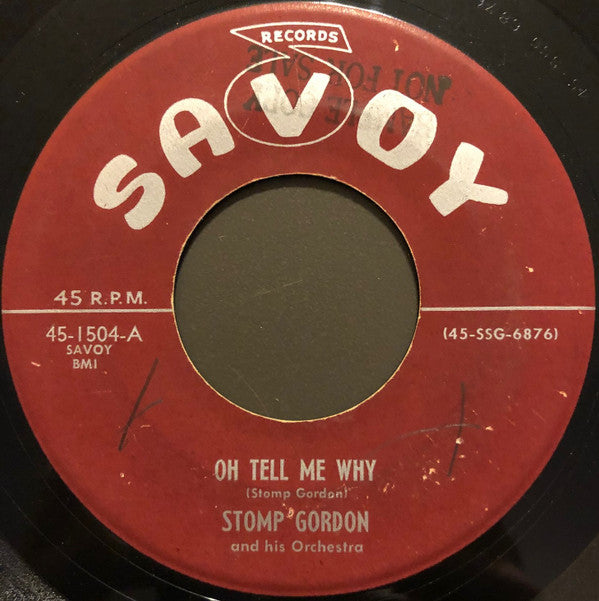 RECORDS
SAVOY
NOT FOR SALE
45 R.P.M.
45-1504-A
SAVOY
BMI
(45-SSG-6876)
OH TELL ME WHY
(Stomp Gordon)
STOMP GORDON
and his Orchestra